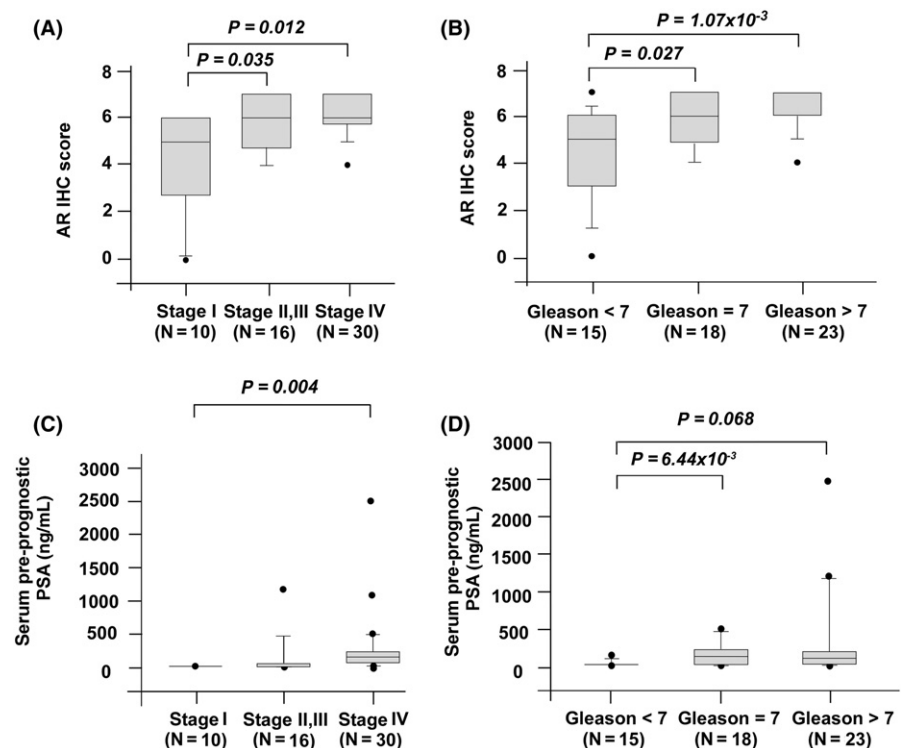 (A)
P = 0.012
P = 0.035
8
6
4
2
0
AR IHC score
Stage I
(N = 10)
Stage II,III
(N = 16)
Stage IV
(N = 30)
(B)
P = 1.07x10-3
P = 0.027
8
6
4
2
0
AR IHC score
Gleason < 7
(N = 15)
Gleason = 7
(N = 18)
Gleason > 7
(N = 23)
(C)
P = 0.004
3000
2500
2000
1500
1000
500
0
Serum pre-prognostic
PSA (ng/mL)
Stage I
(N = 10)
Stage II,III
(N = 16)
Stage IV
(N = 30)
(D)
P = 0.068
P = 6.44x10-3
3000
2500
2000
1500
1000
500
0
Serum pre-prognostic
PSA (ng/mL)
Gleason < 7
(N = 15)
Gleason = 7
(N = 18)
Gleason > 7
(N = 23)